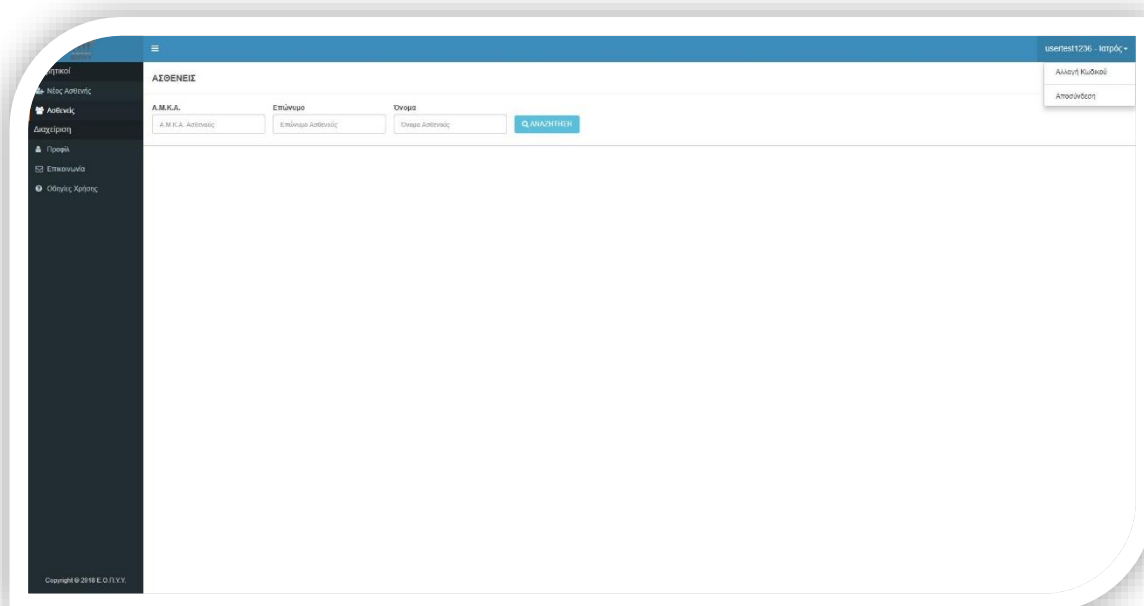 usertest1236 - Ιατρός
Αλλαγή Κωδικού
Αποσύνδεση
Νέος Ασθενής
Ασθενείς
Διαχείριση
Προφίλ
Επικοινωνία
Οδηγίες Χρήσης
ΑΣΘΕΝΕΙΣ
Α.Μ.Κ.Α. Επώνυμο Όνομα
Α.Μ.Κ.Α. Ασθενούς Επώνυμο Ασθενούς Όνομα Ασθενούς ΑΝΑΖΗΤΗΣΗ
Copyright © 2018 Ε.Ο.Π.Υ.Υ.